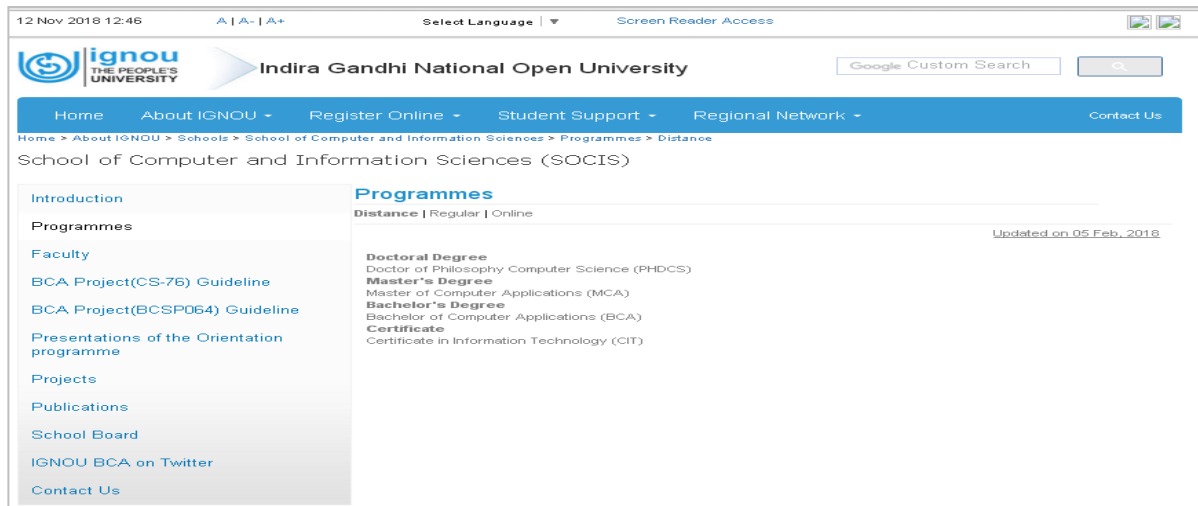 12 Nov 2018 12:46 A | A- | A+ Select Language | ▼ Screen Reader Access
ignou
THE PEOPLE'S
UNIVERSITY
Indira Gandhi National Open University
Google Custom Search
Home About IGNOU Register Online Student Support Regional Network Contact Us
Home > About IGNOU > Schools > School of Computer and Information Sciences > Programmes > Distance
School of Computer and Information Sciences (SOCIS)
Introduction
Programmes
Faculty
BCA Project(CS-76) Guideline
BCA Project(BCSP064) Guideline
Presentations of the Orientation
programme
Projects
Publications
School Board
IGNOU BCA on Twitter
Contact Us
Programmes
Distance | Regular | Online
Updated on 05 Feb, 2018
Doctoral Degree
Doctor of Philosophy Computer Science (PHDCS)
Master's Degree
Master of Computer Applications (MCA)
Bachelor's Degree
Bachelor of Computer Applications (BCA)
Certificate
Certificate in Information Technology (CIT)